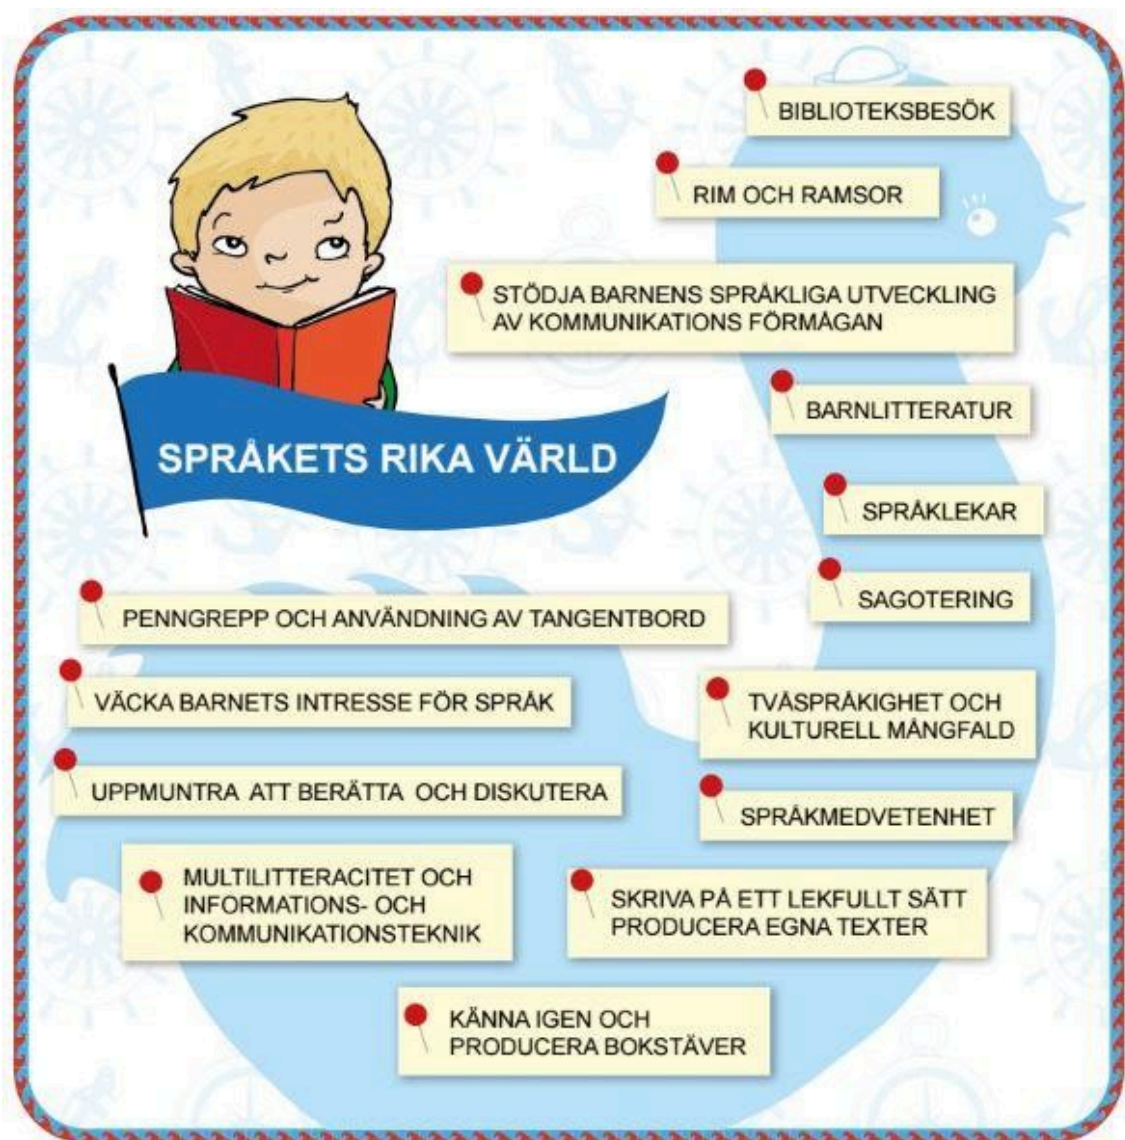 BIBLIOTEKSBESÖK
RIM OCH RAMSOR
STÖDJA BARNENS SPRÅKLIGA UTVECKLING
AV KOMMUNIKATIONS FÖRMÅGAN
BARNLITTERATUR
SPRÅKETS RIKA VÄRLD
SPRÅKLEKAR
SAGOTERING
PENNGREPP OCH ANVÄNDNING AV TANGENTBORD
VÄCKA BARNETS INTRESSE FÖR SPRÅK
TVÅSPRÅKIGHET OCH
KULTURELL MÅNGFALD
UPPMUNTRA ATT BERÄTTA OCH DISKUTERA
SPRÅKMEDVETENHET
MULTILITTERACITET OCH
INFORMATIONS- OCH
KOMMUNIKATIONSTEKNIK
SKRIVA PÅ ETT LEKFULLT SÄTT
PRODUCERA EGNA TEXTER
KÄNNA IGEN OCH
PRODUCERA BOKSTÄVER